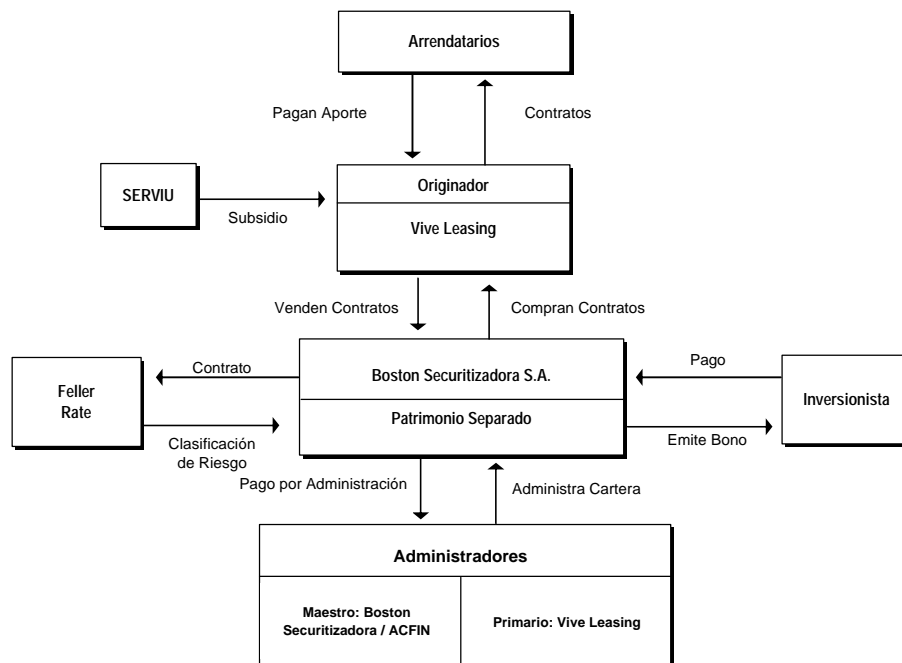 Arrendatarios
Pagan Aporte
Contratos
SERVIU
Subsidio
Originador
Vive Leasing
Venden Contratos
Compran Contratos
Feller
Rate
Contrato
Clasificación
de Riesgo
Boston Securitizadora S.A.
Patrimonio Separado
Pago
Emite Bono
Inversionista
Pago por Administración
Administra Cartera
Administradores
Maestro: Boston
Securitizadora / ACFIN
Primario: Vive Leasing